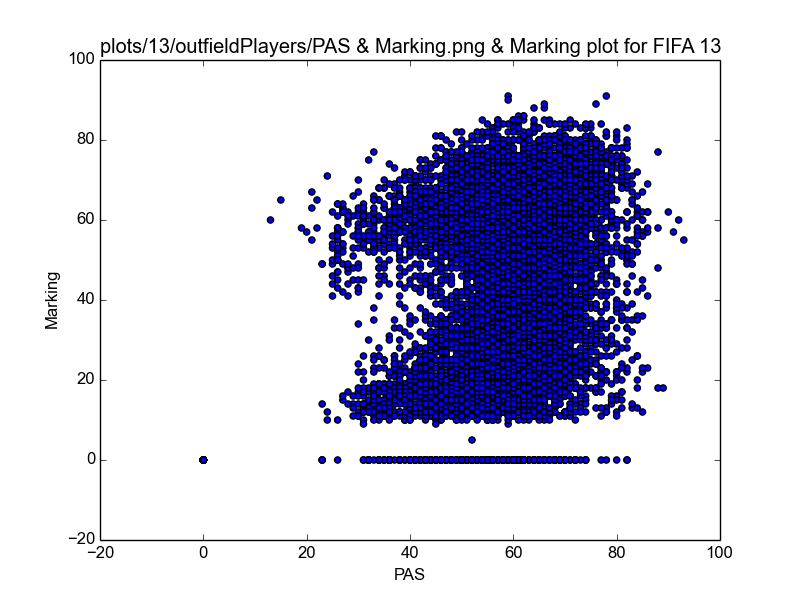 plots/13/outfieldPlayers/PAS & Marking.png & Marking plot for FIFA 13
100
80
60
40
20
0
−20
Marking
−20 0 20 40 60 80 100
PAS